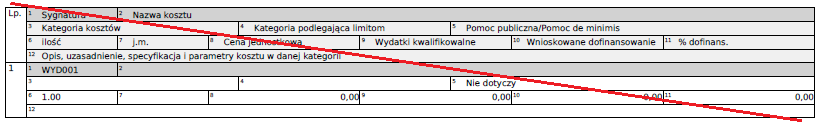 Lp. 1 Sygnatura 2 Nazwa kosztu
3 Kategoria kosztów 4 Kategoria podlegająca limitom 5 Pomoc publiczna/Pomoc de minimis
6 ilość 7 j.m. 8 Cena jednostkowa 9 Wydatki kwalifikowalne 10 Wnioskowane dofinansowanie 11 % dofinans.
12 Opis, uzasadnienie, specyfikacja i parametry kosztu w danej kategorii
1 1 WYD001 2
3 4 5 Nie dotyczy
6 1.00 7 8 0,00 9 0,00 10 0,00 11 0,00
12